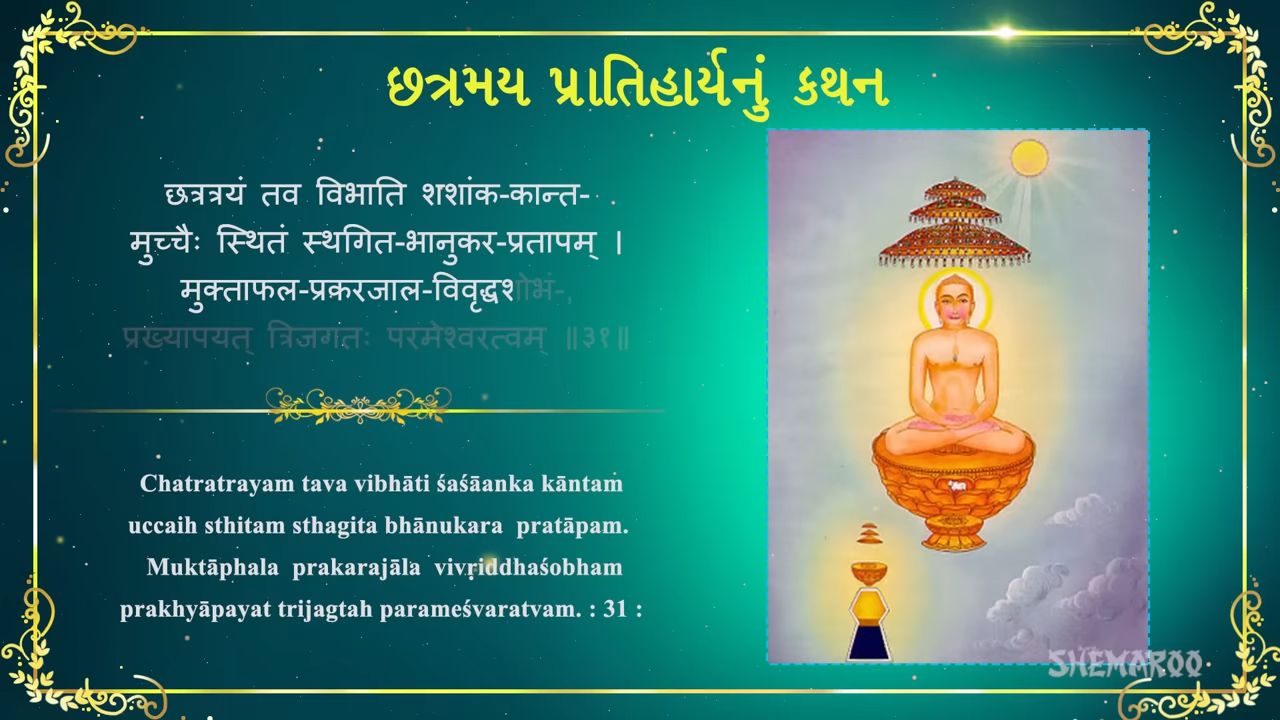 છત્રમય પ્રાતિહાર્યનું કથન
छत्रत्रयं तव विभाति शशांक-कान्त-
मुच्चैः स्थितं स्थगित-भानुकर-प्रतापम् ।
मुक्ताफल-प्रकरजाल-विवृद्धशोभं-,
प्रख्यापयत् त्रिजगतः परमेश्वरत्वम् ॥३१॥
Chatratrayam tava vibhāti śaśāanka kāntaṁ
uccaih sthitam sthagita bhānukara pratāpam.
Muktāphala prakarajāla vivṛiddhaśobham
prakhyāpayat trijagtah parameśvaratvam. : 31 :
SHEMAROO